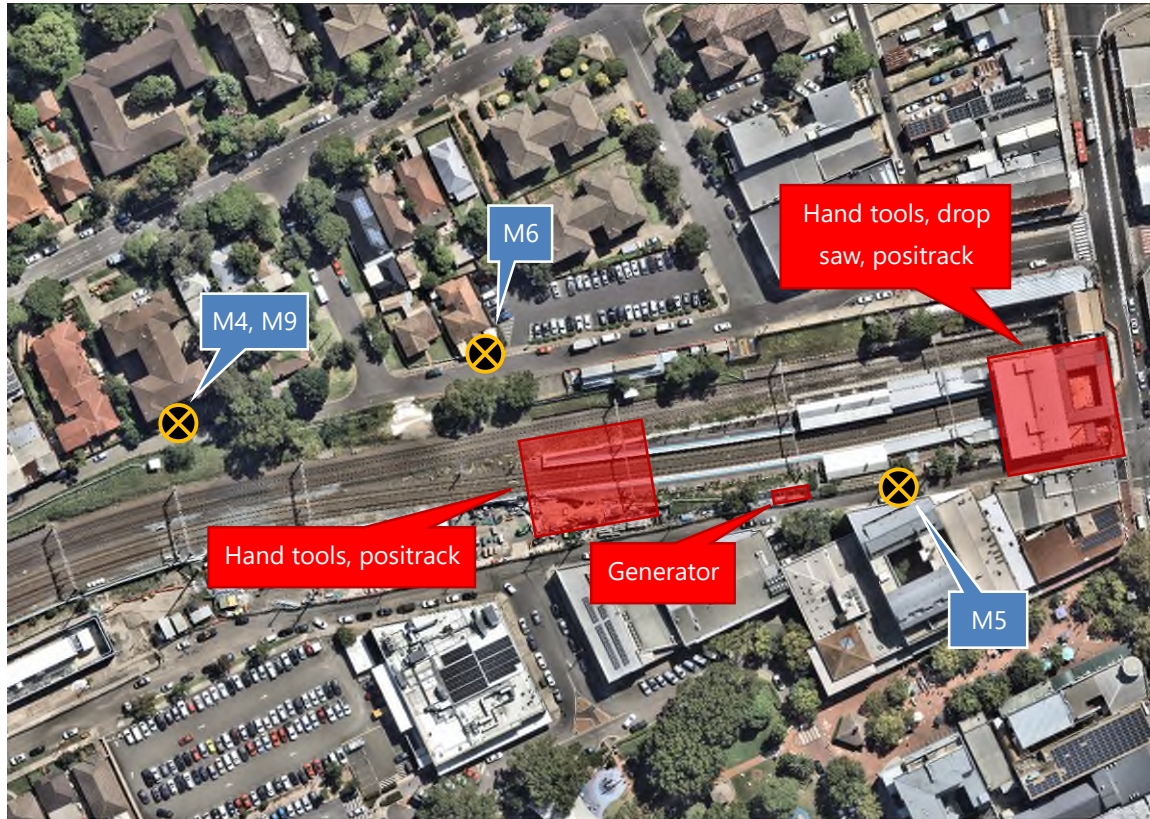 Hand tools, drop
saw, positrack
M6
M4, M9
Hand tools, positrack
Generator
M5